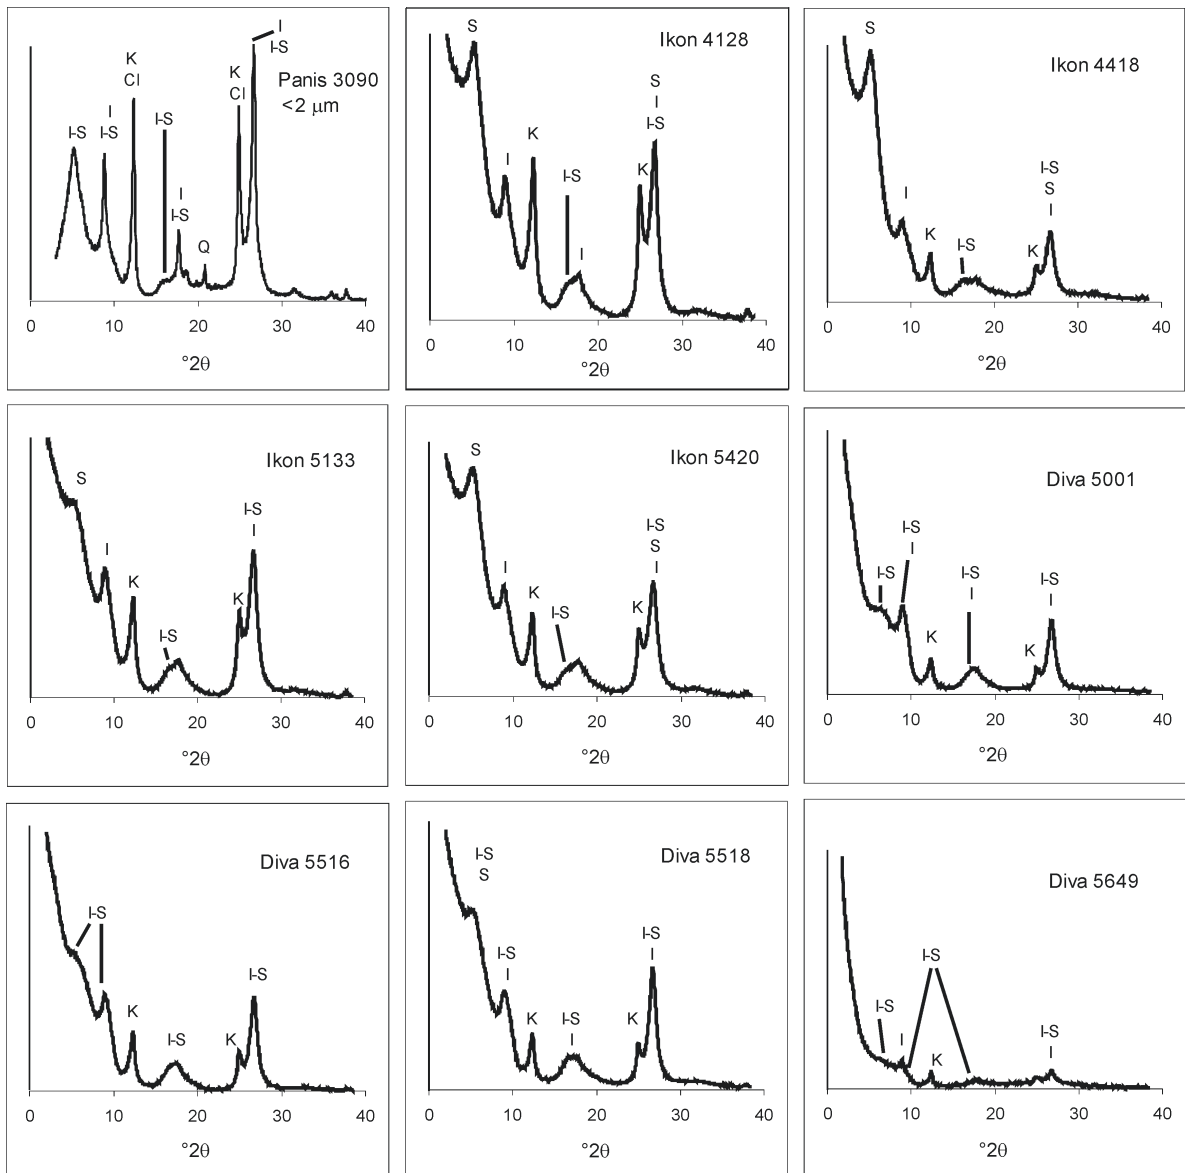 I
I-S
K
Cl
K
Cl
Panis 3090
<2 μm
I
I-S
I-S
I-S
I
I-S
Q
0 10 20 30 40
°2θ
Ikon 4128
S
S
I
I-S
K
K
I
I-S
I
0 10 20 30 40
°2θ
Ikon 4418
S
I-S
S
I
I
K
I-S
K
0 10 20 30 40
°2θ
Ikon 5133
S
I-S
I
I
K
K
I-S
0 10 20 30 40
°2θ
Ikon 5420
S
I-S
S
I
I
K
I-S
K
0 10 20 30 40
°2θ
Diva 5001
I-S
I
I-S
I-S
I
I-S
I
K
K
0 10 20 30 40
°2θ
Diva 5516
I-S
I-S
K
I-S
K
0 10 20 30 40
°2θ
Diva 5518
I-S
S
I-S
I
I-S
I
K
I-S
I
K
0 10 20 30 40
°2θ
Diva 5649
I-S
I-S
I
K
I-S
I
0 10 20 30 40
°2θ